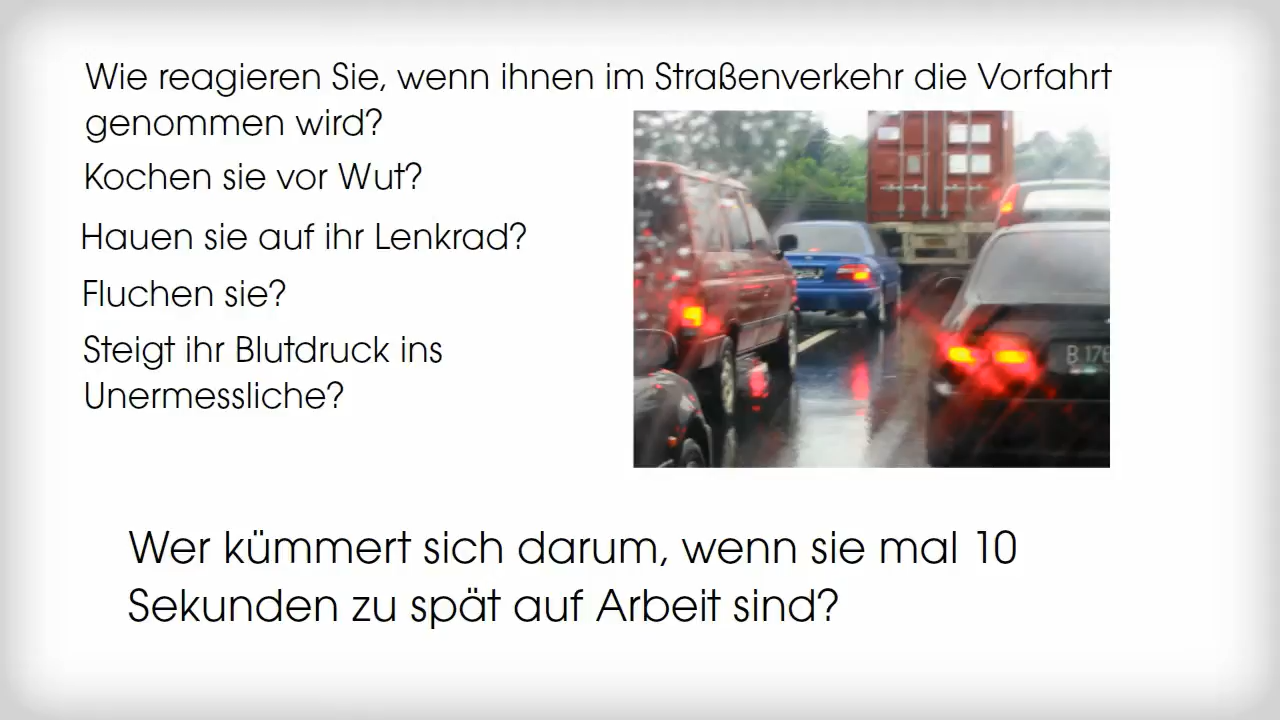 Wie reagieren Sie, wenn ihnen im Straßenverkehr die Vorfahrt
genommen wird?
Kochen sie vor Wut?
Hauen sie auf ihr Lenkrad?
Fluchen sie?
Steigt ihr Blutdruck ins
Unermessliche?
B 176
Wer kümmert sich darum, wenn sie mal 10
Sekunden zu spät auf Arbeit sind?